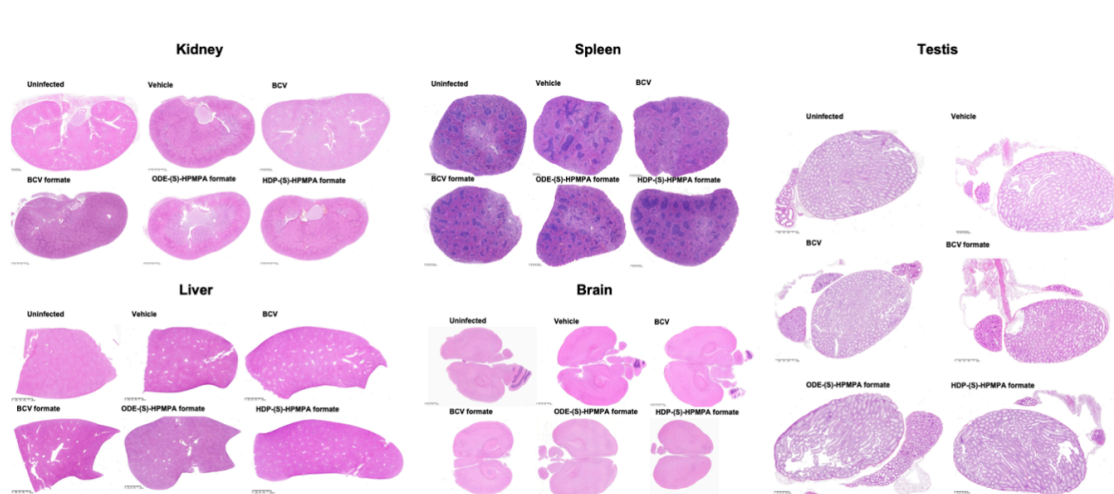 Kidney
Uninfected
Vehicle
BCV
BCV formate
ODE-(S)-HPMPA formate
HDP-(S)-HPMPA formate
Liver
Uninfected
Vehicle
BCV
BCV formate
ODE-(S)-HPMPA formate
HDP-(S)-HPMPA formate
Spleen
Uninfected
Vehicle
BCV
BCV formate
ODE-(S)-HPMPA formate
HDP-(S)-HPMPA formate
Brain
Uninfected
Vehicle
BCV
BCV formate
ODE-(S)-HPMPA formate
HDP-(S)-HPMPA formate
Testis
Uninfected
Vehicle
BCV
BCV formate
ODE-(S)-HPMPA formate
HDP-(S)-HPMPA formate